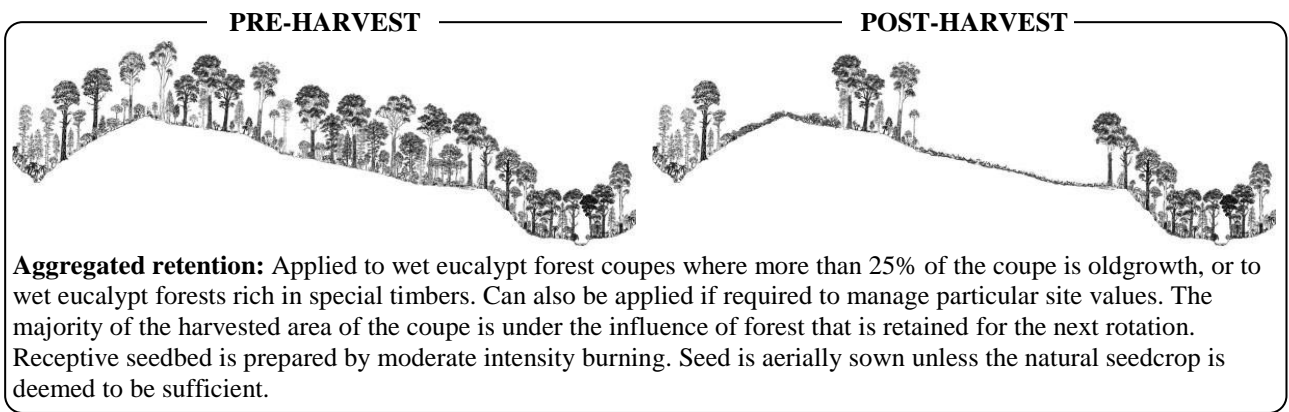 PRE-HARVEST POST-HARVEST
Aggregated retention: Applied to wet eucalypt forest coupes where more than 25% of the coupe is oldgrowth, or to
wet eucalypt forests rich in special timbers. Can also be applied if required to manage particular site values. The
majority of the harvested area of the coupe is under the influence of forest that is retained for the next rotation.
Receptive seedbed is prepared by moderate intensity burning. Seed is aerially sown unless the natural seedcrop is
deemed to be sufficient.